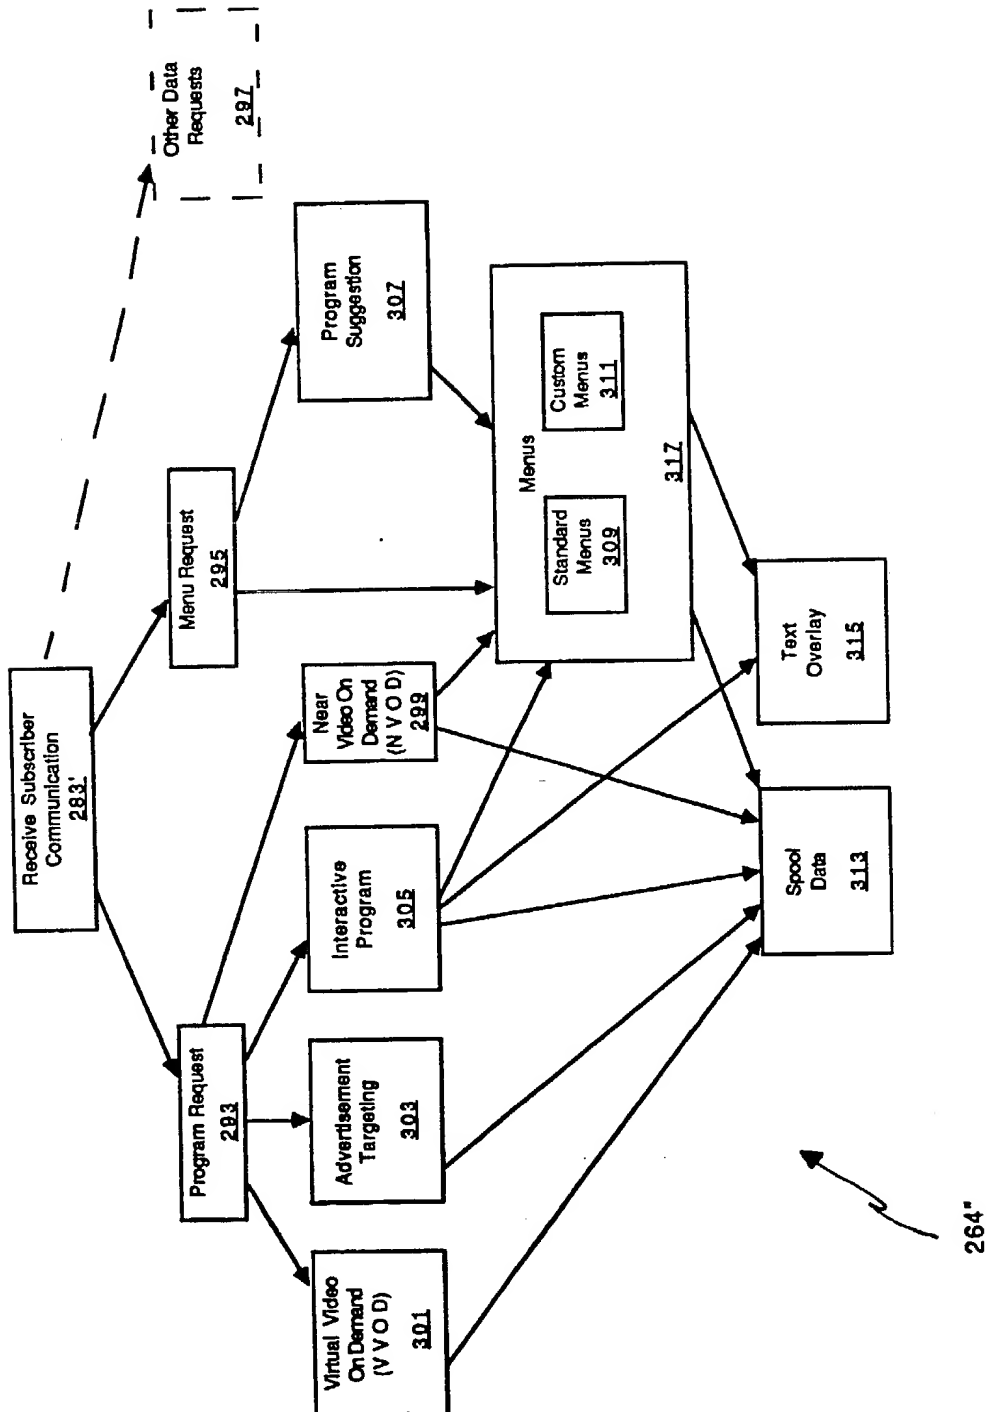 Receive Subscriber
Communication
283'
Other Data
Requests
297
Program Request
293
Menu Request
295
Virtual Video
On Demand
(V V O D)
301
Advertisement
Targeting
303
Interactive
Program
305
Near
Video On
Demand
(N V O D)
299
Program
Suggestion
307
Menus
Standard
Menus
309
Custom
Menus
311
317
Spool
Data
313
Text
Overlay
315
264"